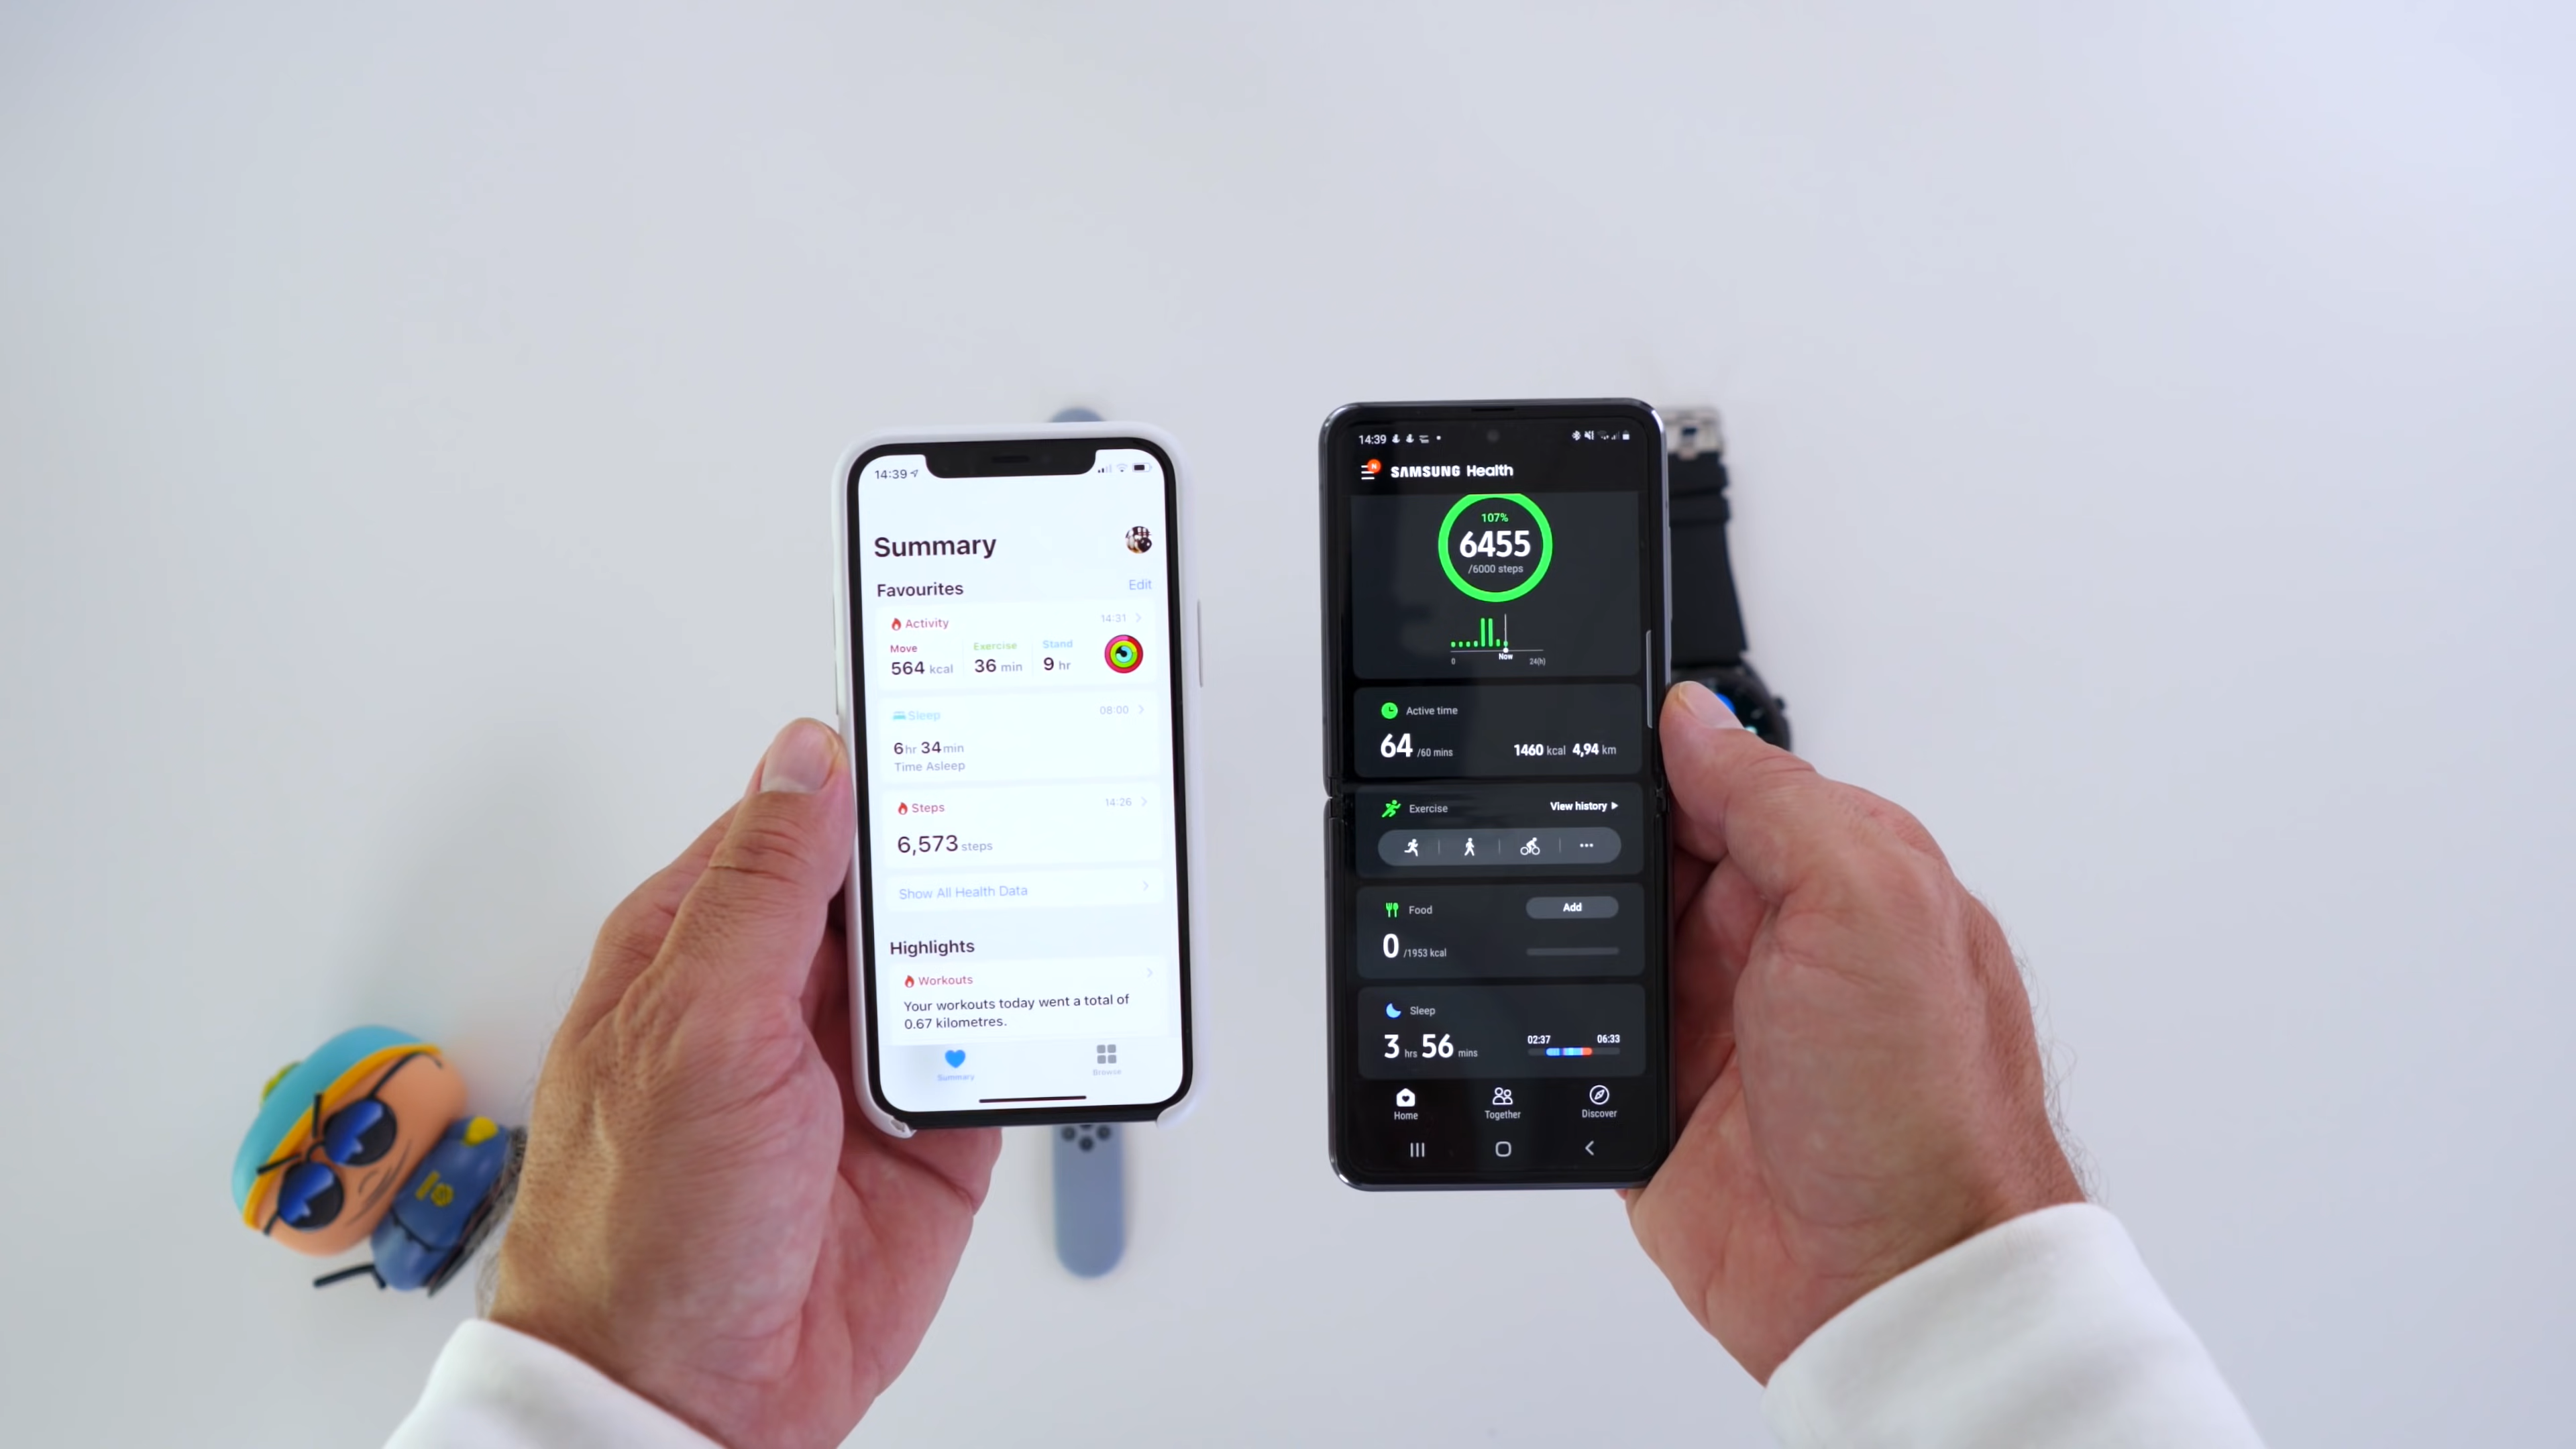 14:39
Summary
Favourites Edit
Activity 14:31
Move Exercise Stand
564 kcal 36 min 9 hr
Sleep 08:00
6hr 34min
Time Asleep
Steps 14:26
6,573 steps
Show All Health Data
Highlights
Workouts
Your workouts today went a total of
0.67 kilometres.
Summary Browse
14:39
N
SAMSUNG Health
107%
6455
/6000 steps
0 Now 24(h)
Active time
64 /60 mins 1460 kcal 4,94 km
Exercise View history
Food Add
0 /1953 kcal
Sleep
3 hrs 56 mins 02:37 06:33
Home Together Discover